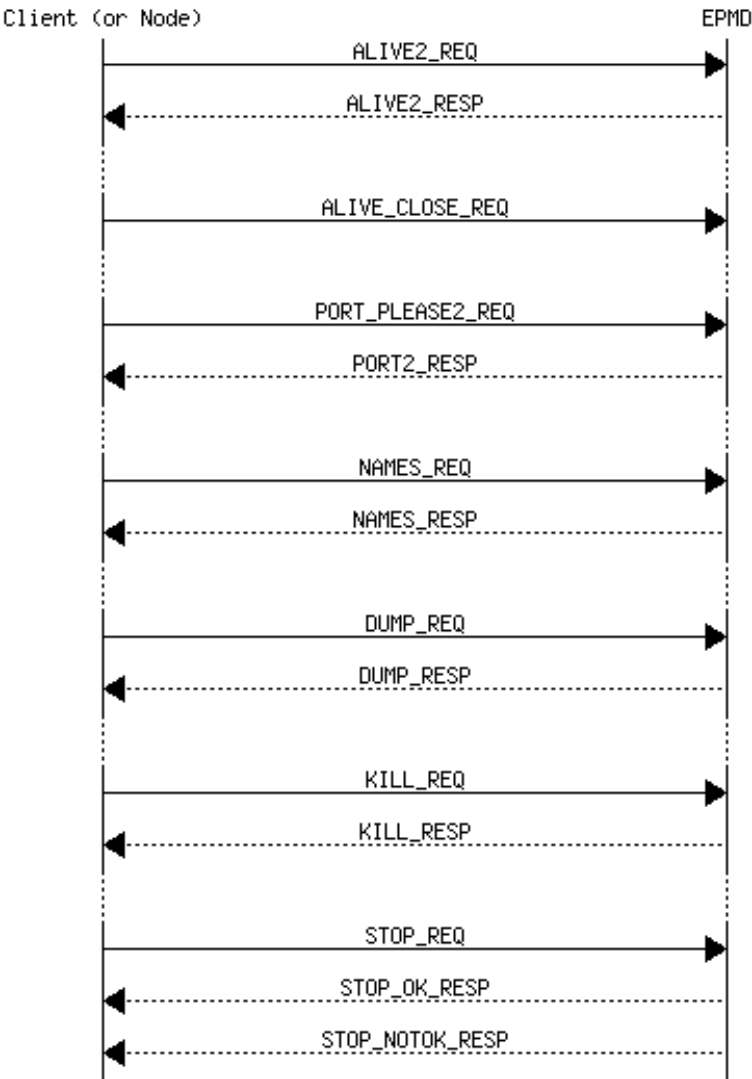 Client (or Node) EPMD
ALIVE2_REQ
ALIVE2_RESP
ALIVE_CLOSE_REQ
PORT_PLEASE2_REQ
PORT2_RESP
NAMES_REQ
NAMES_RESP
DUMP_REQ
DUMP_RESP
KILL_REQ
KILL_RESP
STOP_REQ
STOP_OK_RESP
STOP_NOTOK_RESP